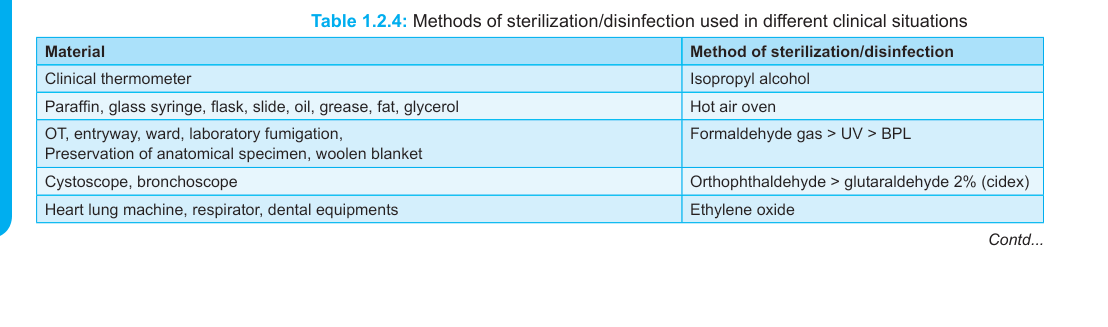 Table 1.2.4: Methods of sterilization/disinfection used in different clinical situations
Material Method of sterilization/disinfection
Clinical thermometer Isopropyl alcohol
Paraffin, glass syringe, flask, slide, oil, grease, fat, glycerol Hot air oven
OT, entryway, ward, laboratory fumigation, Formaldehyde gas > UV > BPL
Preservation of anatomical specimen, woolen blanket
Cystoscope, bronchoscope Orthophthaldehyde > glutaraldehyde 2% (cidex)
Heart lung machine, respirator, dental equipments Ethylene oxide
Contd...